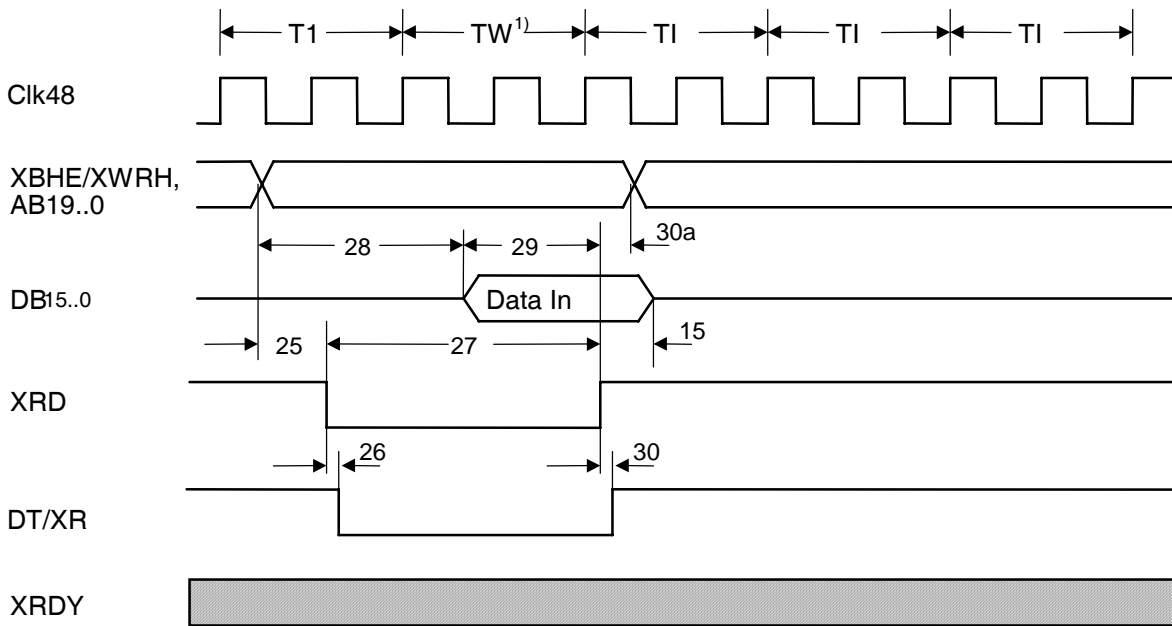 T1 TW1) TI TI TI
Clk48
XBHE/XWRH,
AB19..0
28 29 30a
DB15..0 Data In
25 27 15
XRD
26 30
DT/XR
XRDY